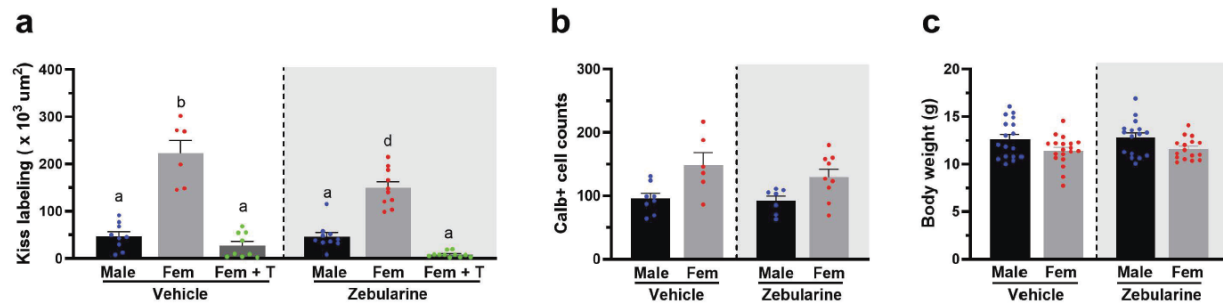 a
Kiss labeling ( x 10³ um²)
400
300
200
100
0
a
b
a
a
d
a
Male Fem Fem + T Male Fem Fem + T
Vehicle Zebularine
b
Calb+ cell counts
300
200
150
100
50
0
Male Fem Male Fem
Vehicle Zebularine
c
Body weight (g)
20
15
10
5
0
Male Fem Male Fem
Vehicle Zebularine